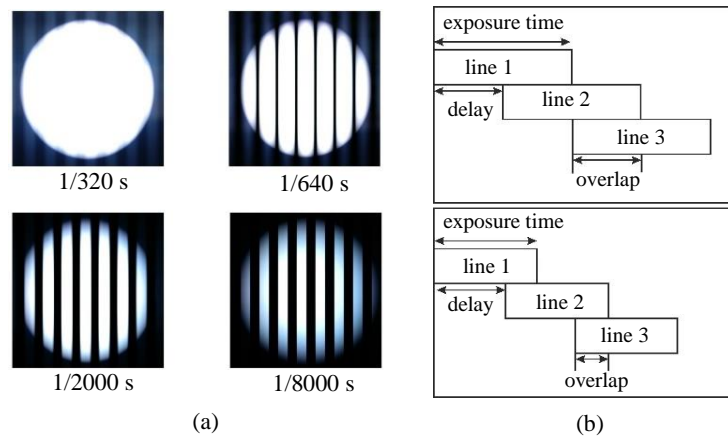 1/320 s
1/640 s
1/2000 s
1/8000 s
(a)
exposure time
line 1
delay
line 2
line 3
overlap
exposure time
line 1
delay
line 2
line 3
overlap
(b)